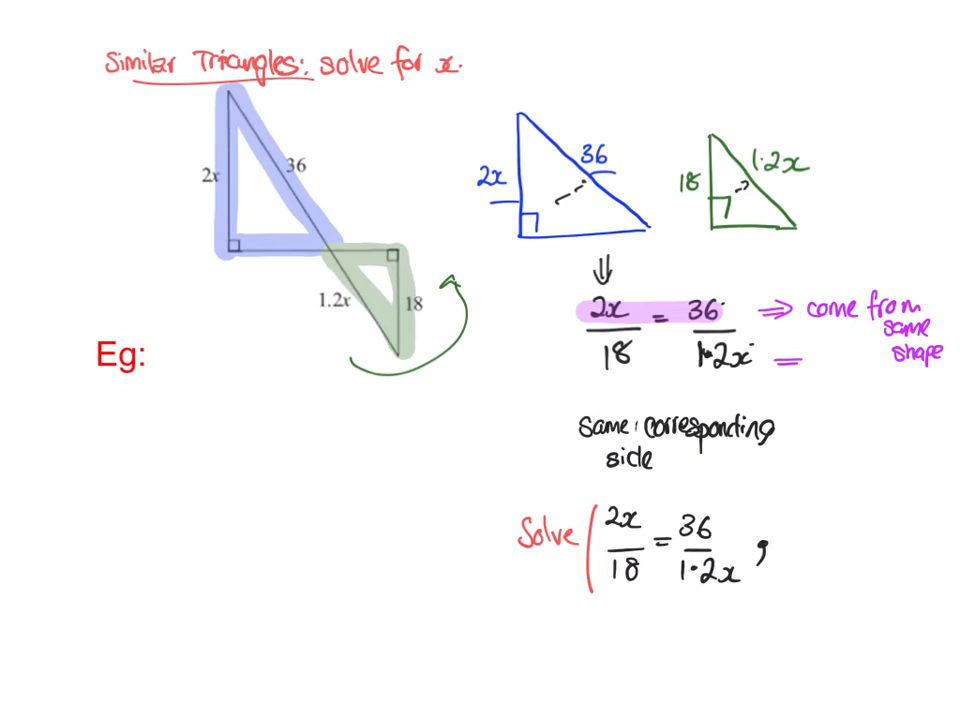 Similar Triangles: solve for x.
2x
36
1.2x
18
Eg:
2x
36
18
1.2x
2x/18 = 36/1.2x ⇒ come from same shape
=
same: corresponding
side
Solve ( 2x/18 = 36/1.2x ,